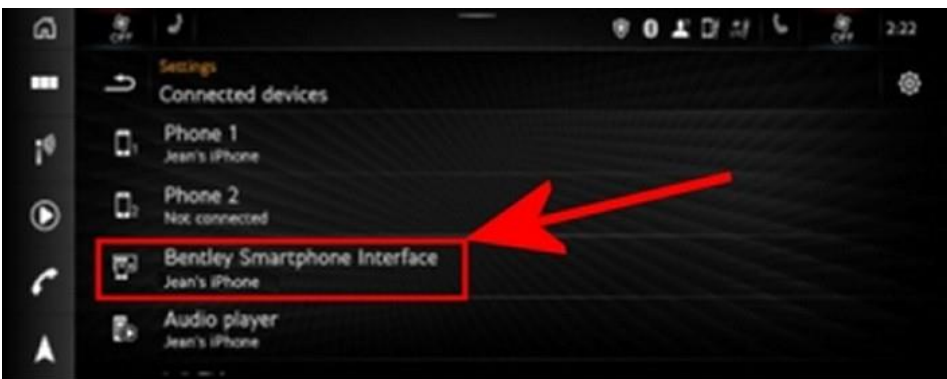 OFF
OFF
2:22
Settings
Connected devices
Phone 1
Jean's iPhone
Phone 2
Not connected
Bentley Smartphone Interface
Jean's iPhone
Audio player
Jean's iPhone